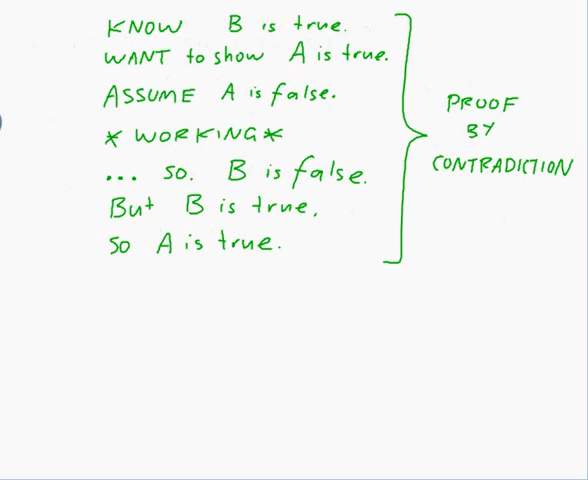 KNOW B is true.
WANT to show A is true.
ASSUME A is false.
* WORKING *
... so. B is false.
But B is true.
So A is true.
PROOF
BY
CONTRADICTION